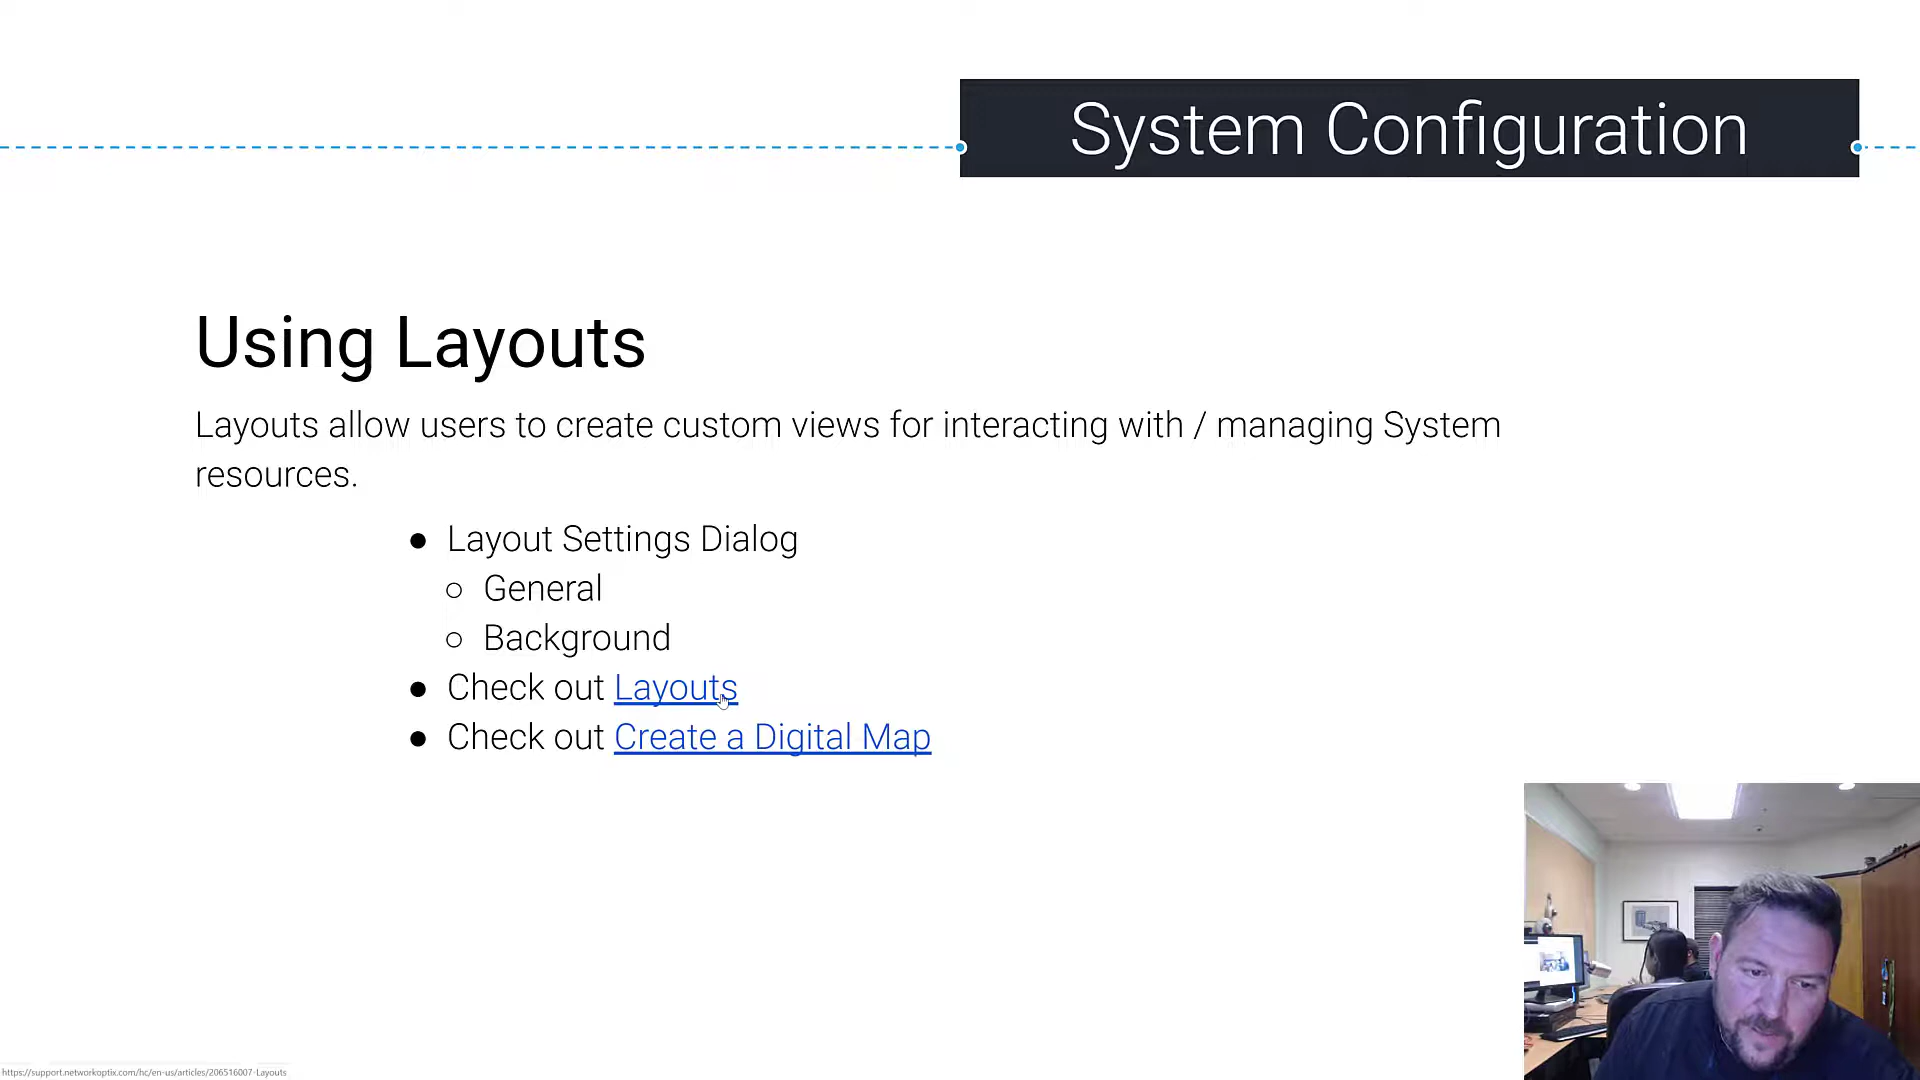 System Configuration
Using Layouts
Layouts allow users to create custom views for interacting with / managing System
resources.
● Layout Settings Dialog
○ General
○ Background
● Check out Layouts
● Check out Create a Digital Map
https://support.networkoptix.com/hc/en-us/articles/206516007-Layouts